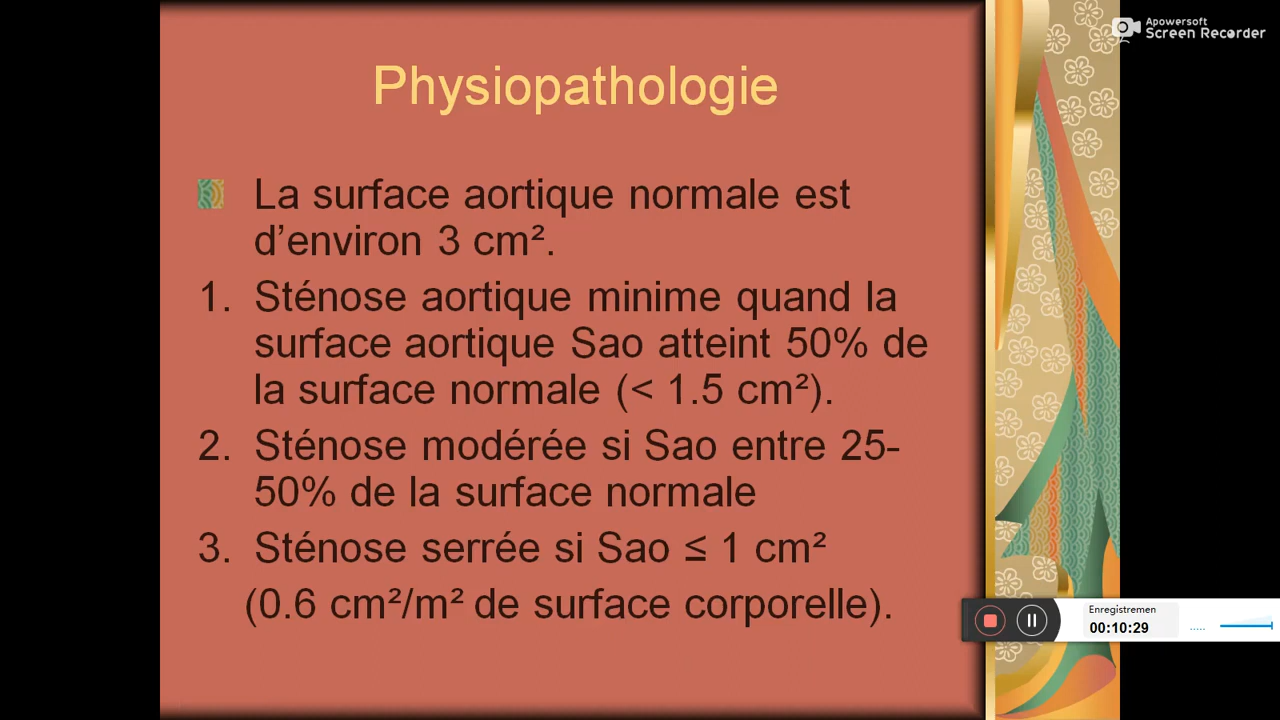 Apowersoft
Screen Recorder
Physiopathologie
La surface aortique normale est
d’environ 3 cm².
1. Sténose aortique minime quand la
surface aortique Sao atteint 50% de
la surface normale (< 1.5 cm²).
2. Sténose modérée si Sao entre 25-
50% de la surface normale
3. Sténose serrée si Sao ≤ 1 cm²
(0.6 cm²/m² de surface corporelle).
Enregistremen
00:10:29